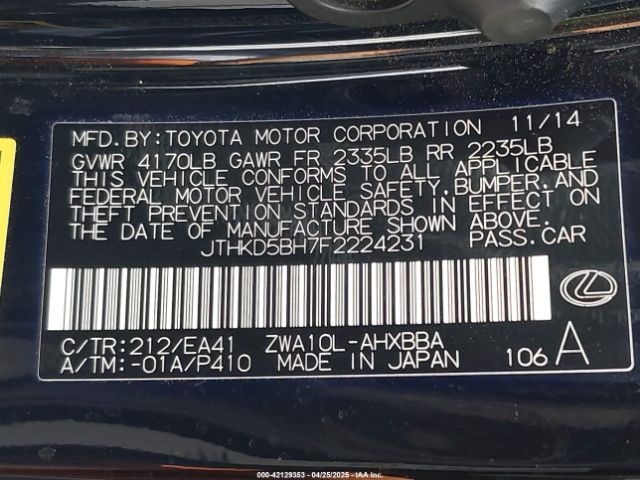 MFD.BY:TOYOTA MOTOR CORPORATION 11/14
GVWR 4170LB GAWR FR 2335LB RR 2235LB
THIS VEHICLE CONFORMS TO ALL APPLICABLE
FEDERAL MOTOR VEHICLE SAFETY,BUMPER,AND
THEFT PREVENTION STANDARDS IN EFFECT ON
THE DATE OF MANUFACTURE SHOWN ABOVE.
JTHKD5BH7F2224231 PASS.CAR
C/TR:212/EA41 ZWA10L-AHXBBA
A/TM:-01A/P410 MADE IN JAPAN 106 A
000-42129353 - 04/25/2025 - IAA Inc.